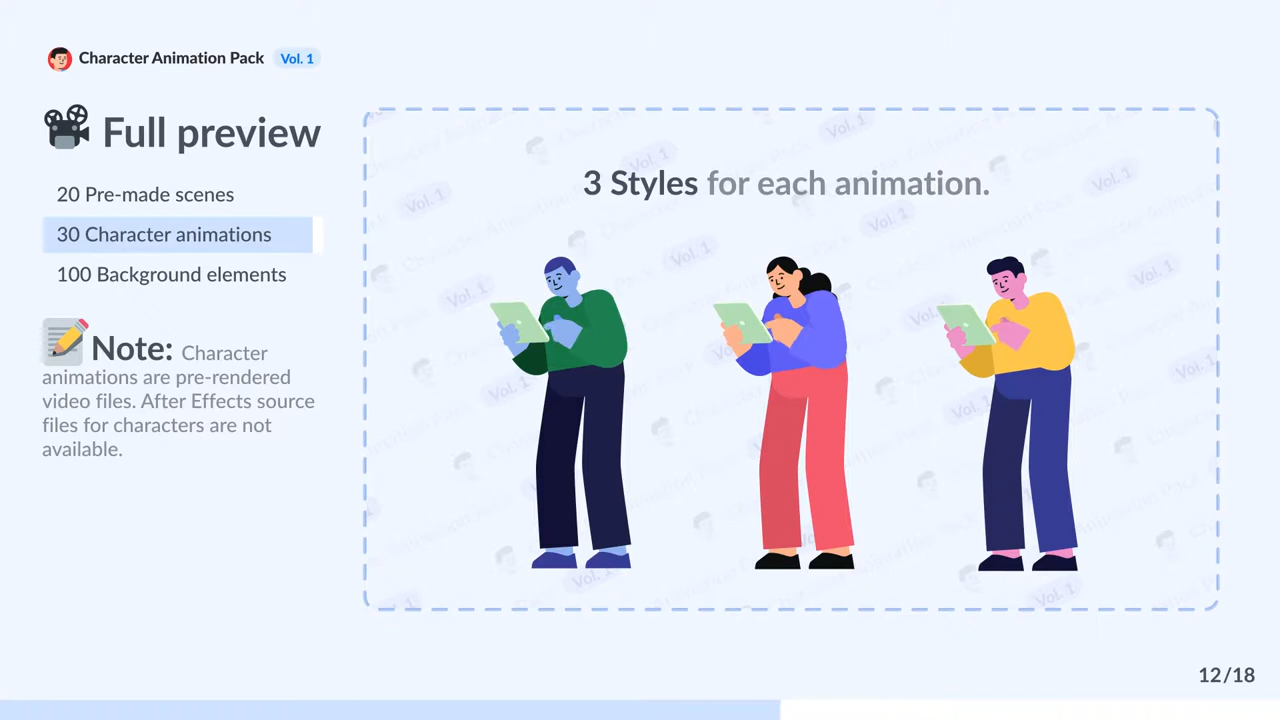 Character Animation Pack Vol. 1
Full preview
20 Pre-made scenes
30 Character animations
100 Background elements
Note: Character
animations are pre-rendered
video files. After Effects source
files for characters are not
available.
3 Styles for each animation.
12/18